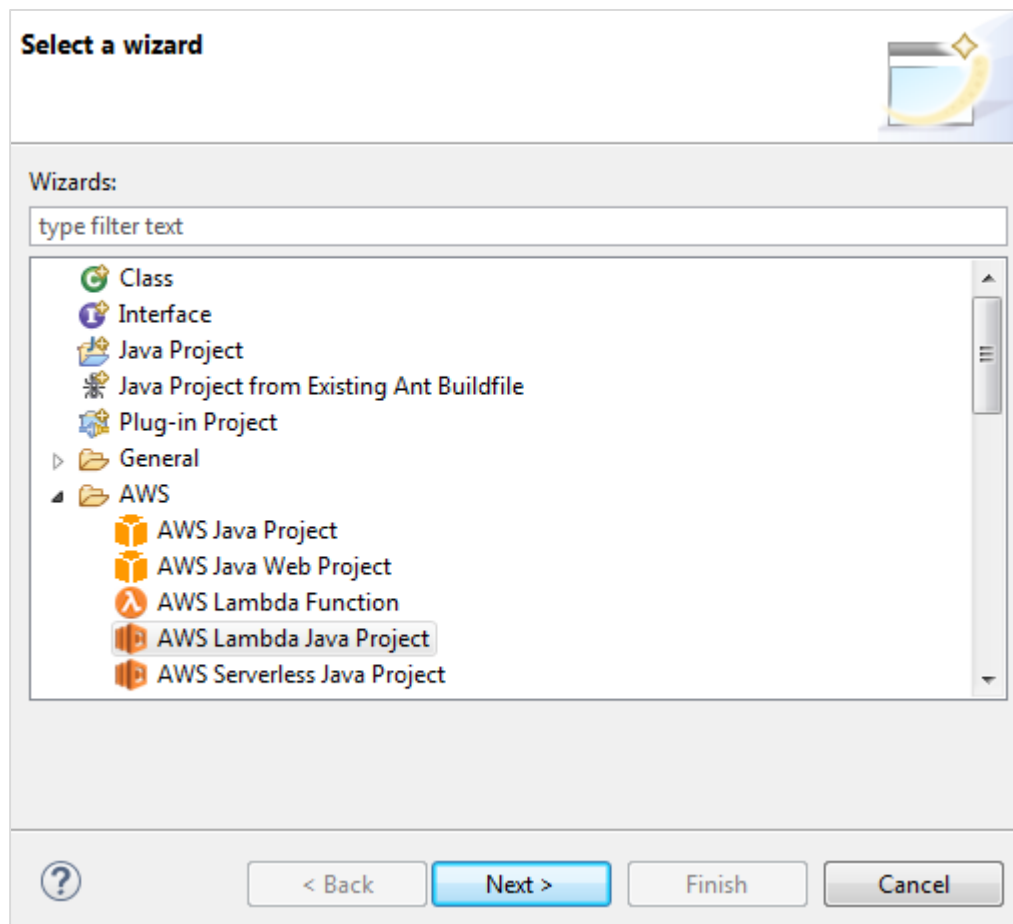 Select a wizard
Wizards:
type filter text
Class
Interface
Java Project
Java Project from Existing Ant Buildfile
Plug-in Project
General
AWS
AWS Java Project
AWS Java Web Project
AWS Lambda Function
AWS Lambda Java Project
AWS Serverless Java Project
< Back Next > Finish Cancel